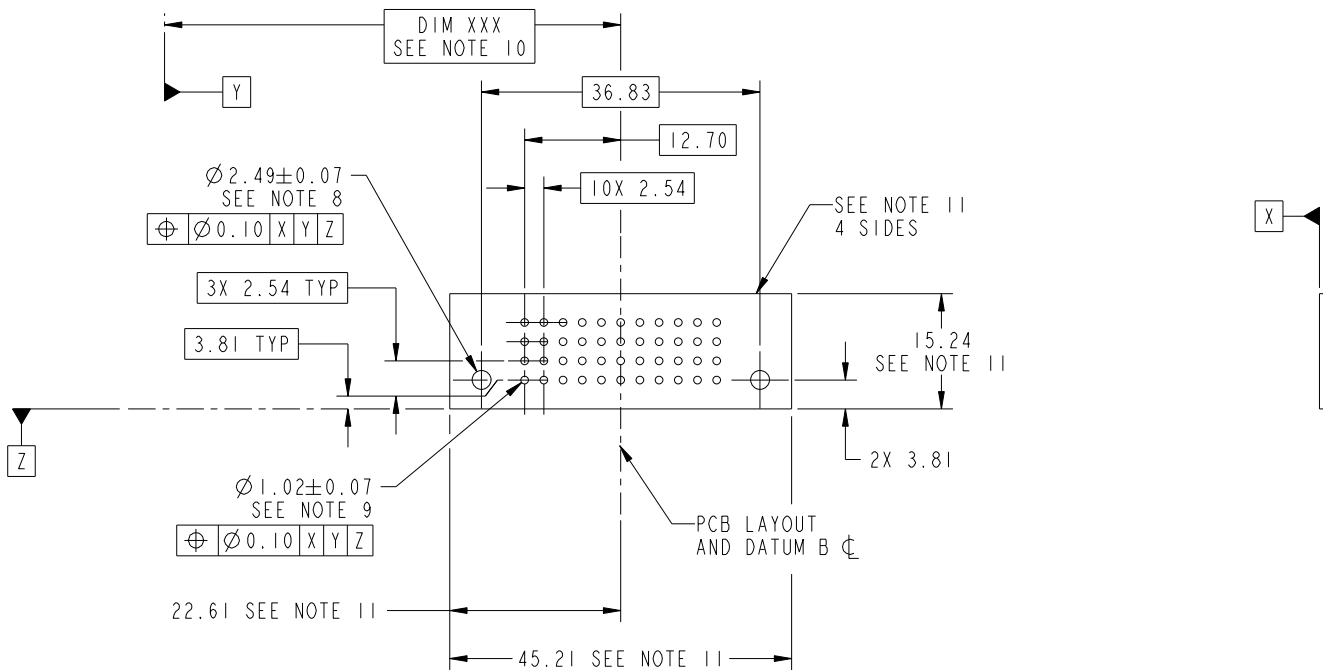 DIM XXX
SEE NOTE 10
Y
36.83
12.70
Ø2.49±0.07
SEE NOTE 8
10X 2.54
⌖ Ø0.10 X Y Z
SEE NOTE 11
4 SIDES
X
3X 2.54 TYP
3.81 TYP
15.24
SEE NOTE 11
Z
2X 3.81
Ø1.02±0.07
SEE NOTE 9
⌖ Ø0.10 X Y Z
PCB LAYOUT
AND DATUM B ℄
22.61 SEE NOTE 11
45.21 SEE NOTE 11